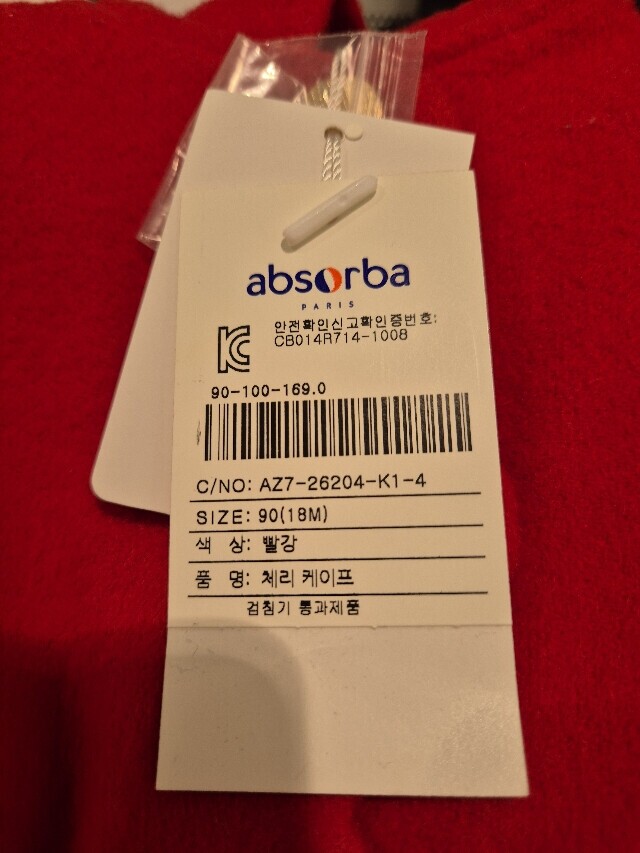 absorba
PARIS
안전확인신고확인증번호:
CB014R714-1008
90-100-169.0
C/NO: AZ7-26204-K1-4
SIZE: 90(18M)
색 상: 빨강
품 명: 체리 케이프
검침기 통과제품